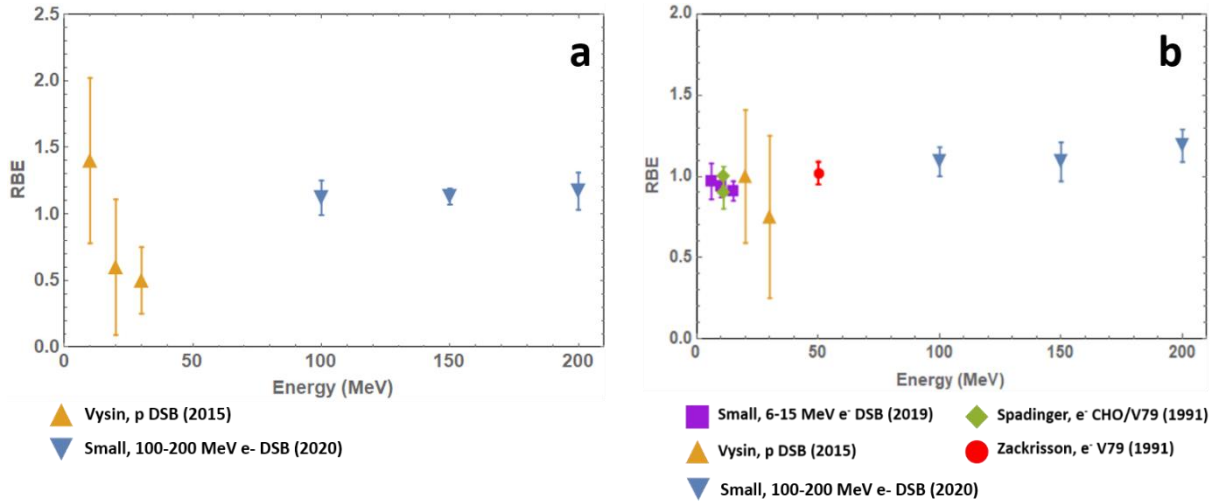 a
2.5
2.0
1.5
1.0
0.5
0.0
RBE
0 50 100 150 200
Energy (MeV)
Vysin, p DSB (2015)
Small, 100-200 MeV e- DSB (2020)
b
2.0
1.5
1.0
0.5
0.0
RBE
0 50 100 150 200
Energy (MeV)
Small, 6-15 MeV e⁻ DSB (2019)
Spadinger, e⁻ CHO/V79 (1991)
Vysin, p DSB (2015)
Zackrisson, e⁻ V79 (1991)
Small, 100-200 MeV e- DSB (2020)